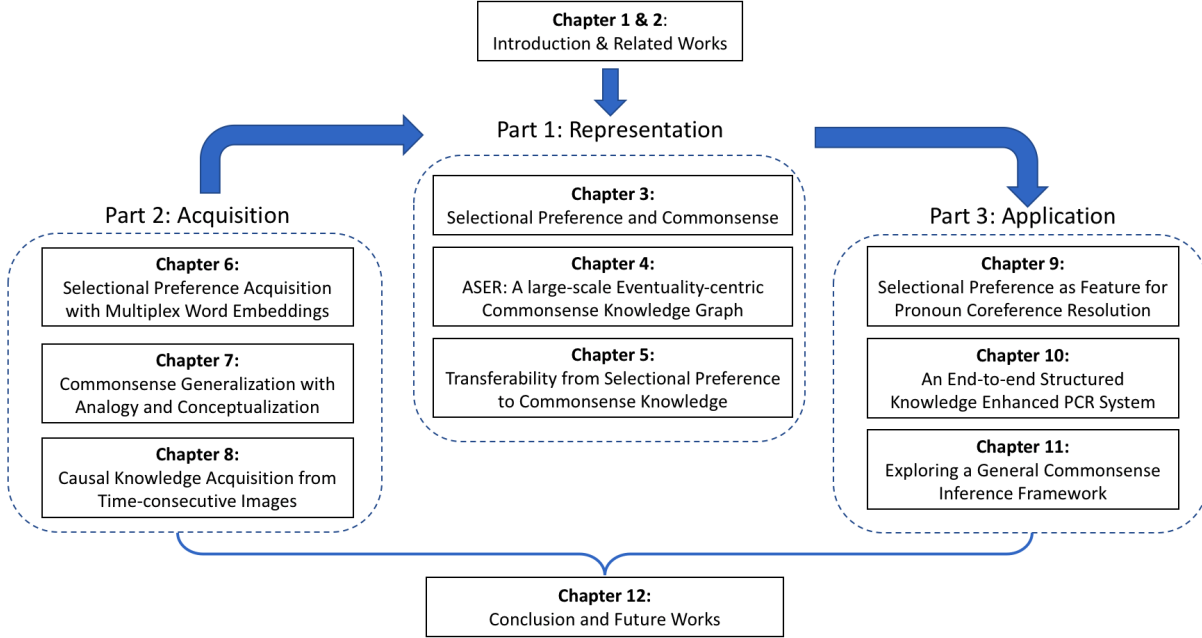 Chapter 1 & 2:
Introduction & Related Works
Part 1: Representation
Chapter 3:
Selectional Preference and Commonsense
Chapter 4:
ASER: A large-scale Eventuality-centric
Commonsense Knowledge Graph
Chapter 5:
Transferability from Selectional Preference
to Commonsense Knowledge
Part 2: Acquisition
Chapter 6:
Selectional Preference Acquisition
with Multiplex Word Embeddings
Chapter 7:
Commonsense Generalization with
Analogy and Conceptualization
Chapter 8:
Causal Knowledge Acquisition from
Time-consecutive Images
Part 3: Application
Chapter 9:
Selectional Preference as Feature for
Pronoun Coreference Resolution
Chapter 10:
An End-to-end Structured
Knowledge Enhanced PCR System
Chapter 11:
Exploring a General Commonsense
Inference Framework
Chapter 12:
Conclusion and Future Works